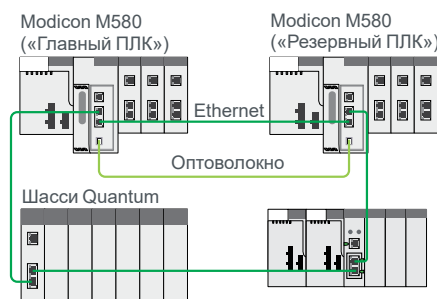 Modicon M580
(«Главный ПЛК»)
Modicon M580
(«Резервный ПЛК»)
Ethernet
Оптоволокно
Шасси Quantum